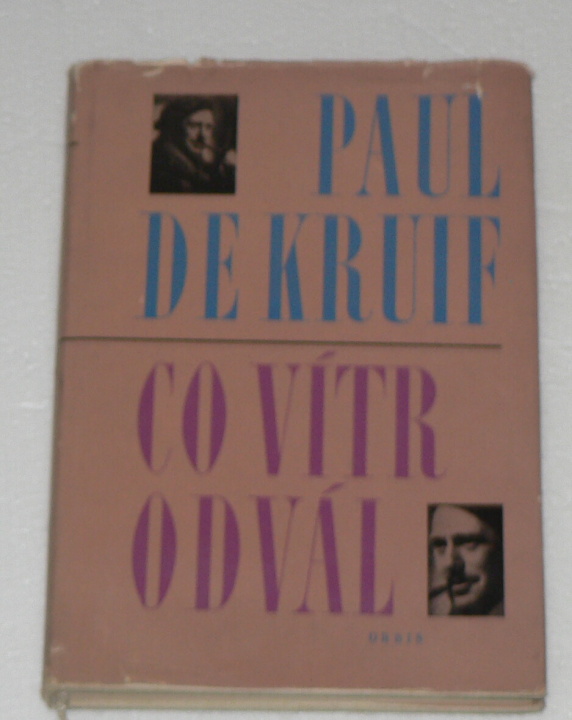 PAUL
DE KRUIF
CO VÍTR
ODVÁL
ORBIS